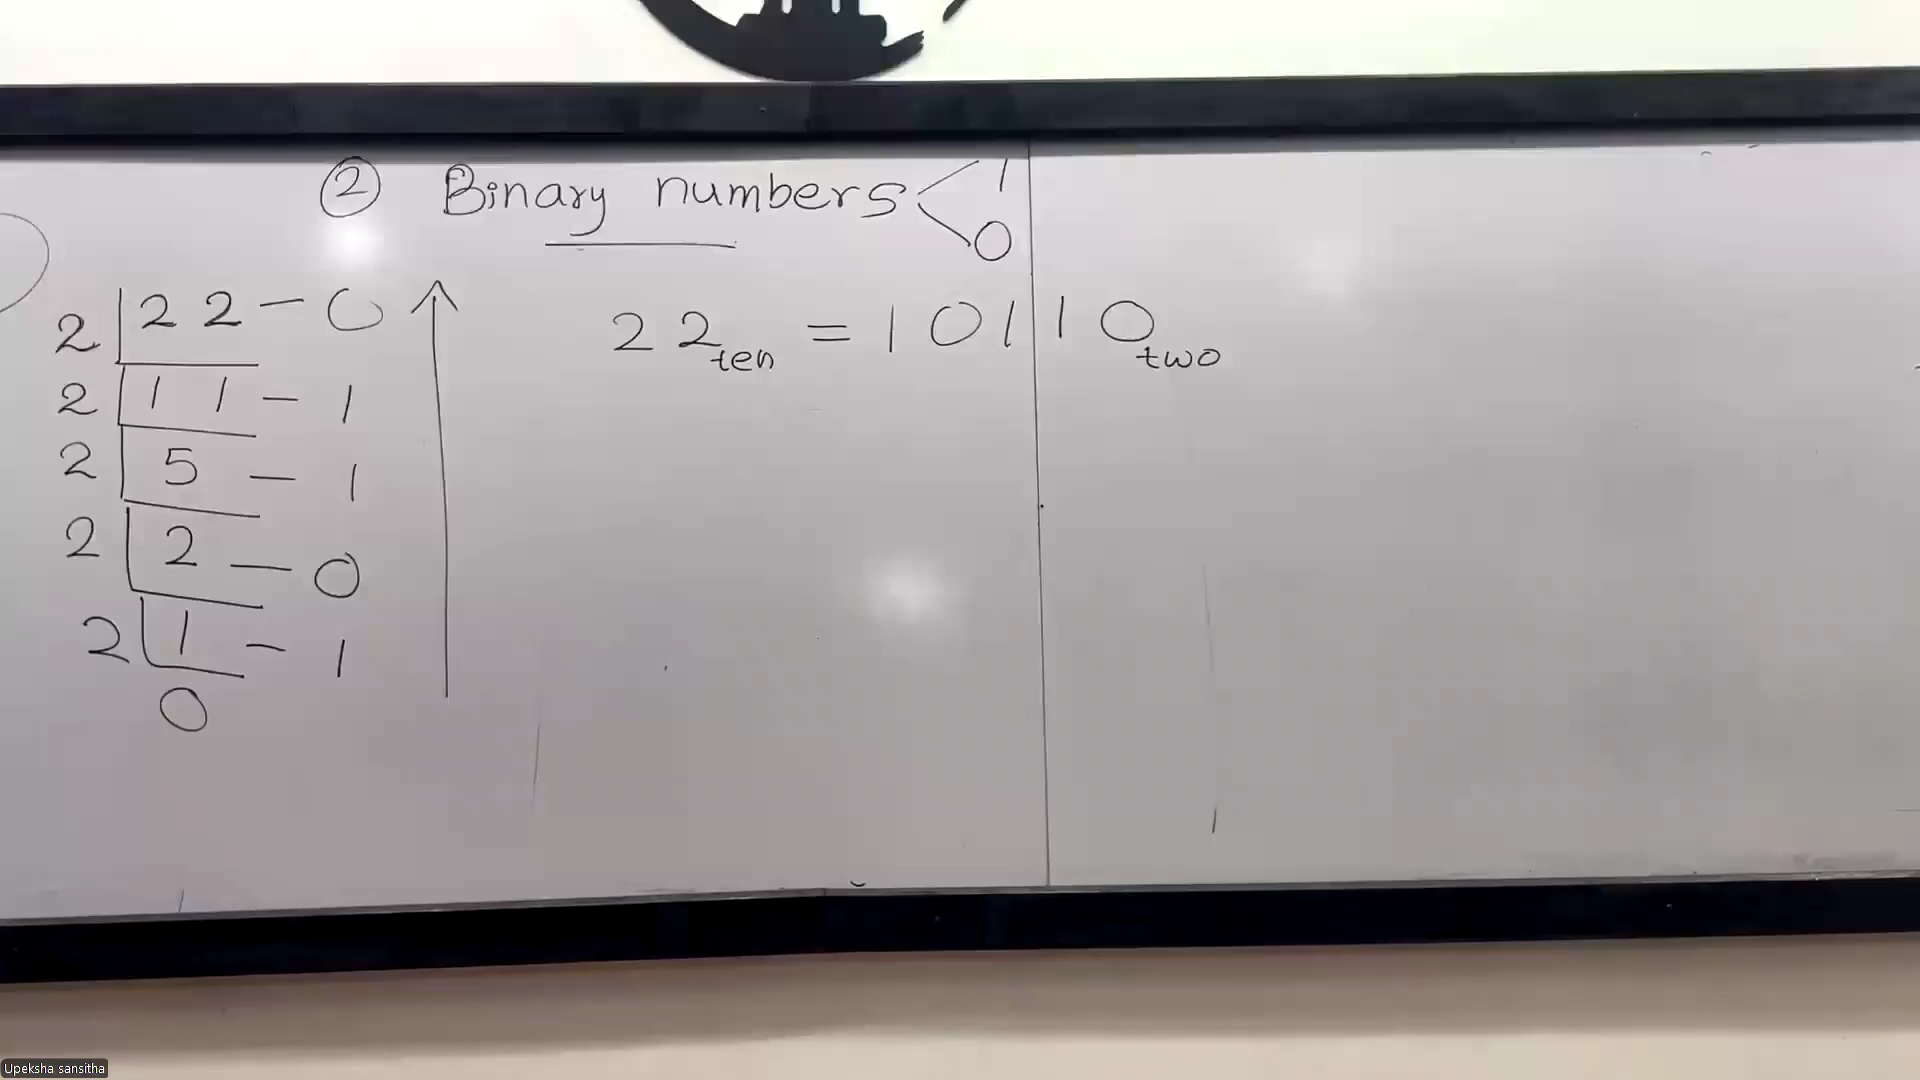 ② Binary numbers < 1
0
2 | 22 - 0
2 | 11 - 1
2 | 5 - 1
2 | 2 - 0
2 | 1 - 1
0
22ten = 10110two
Upeksha sansitha